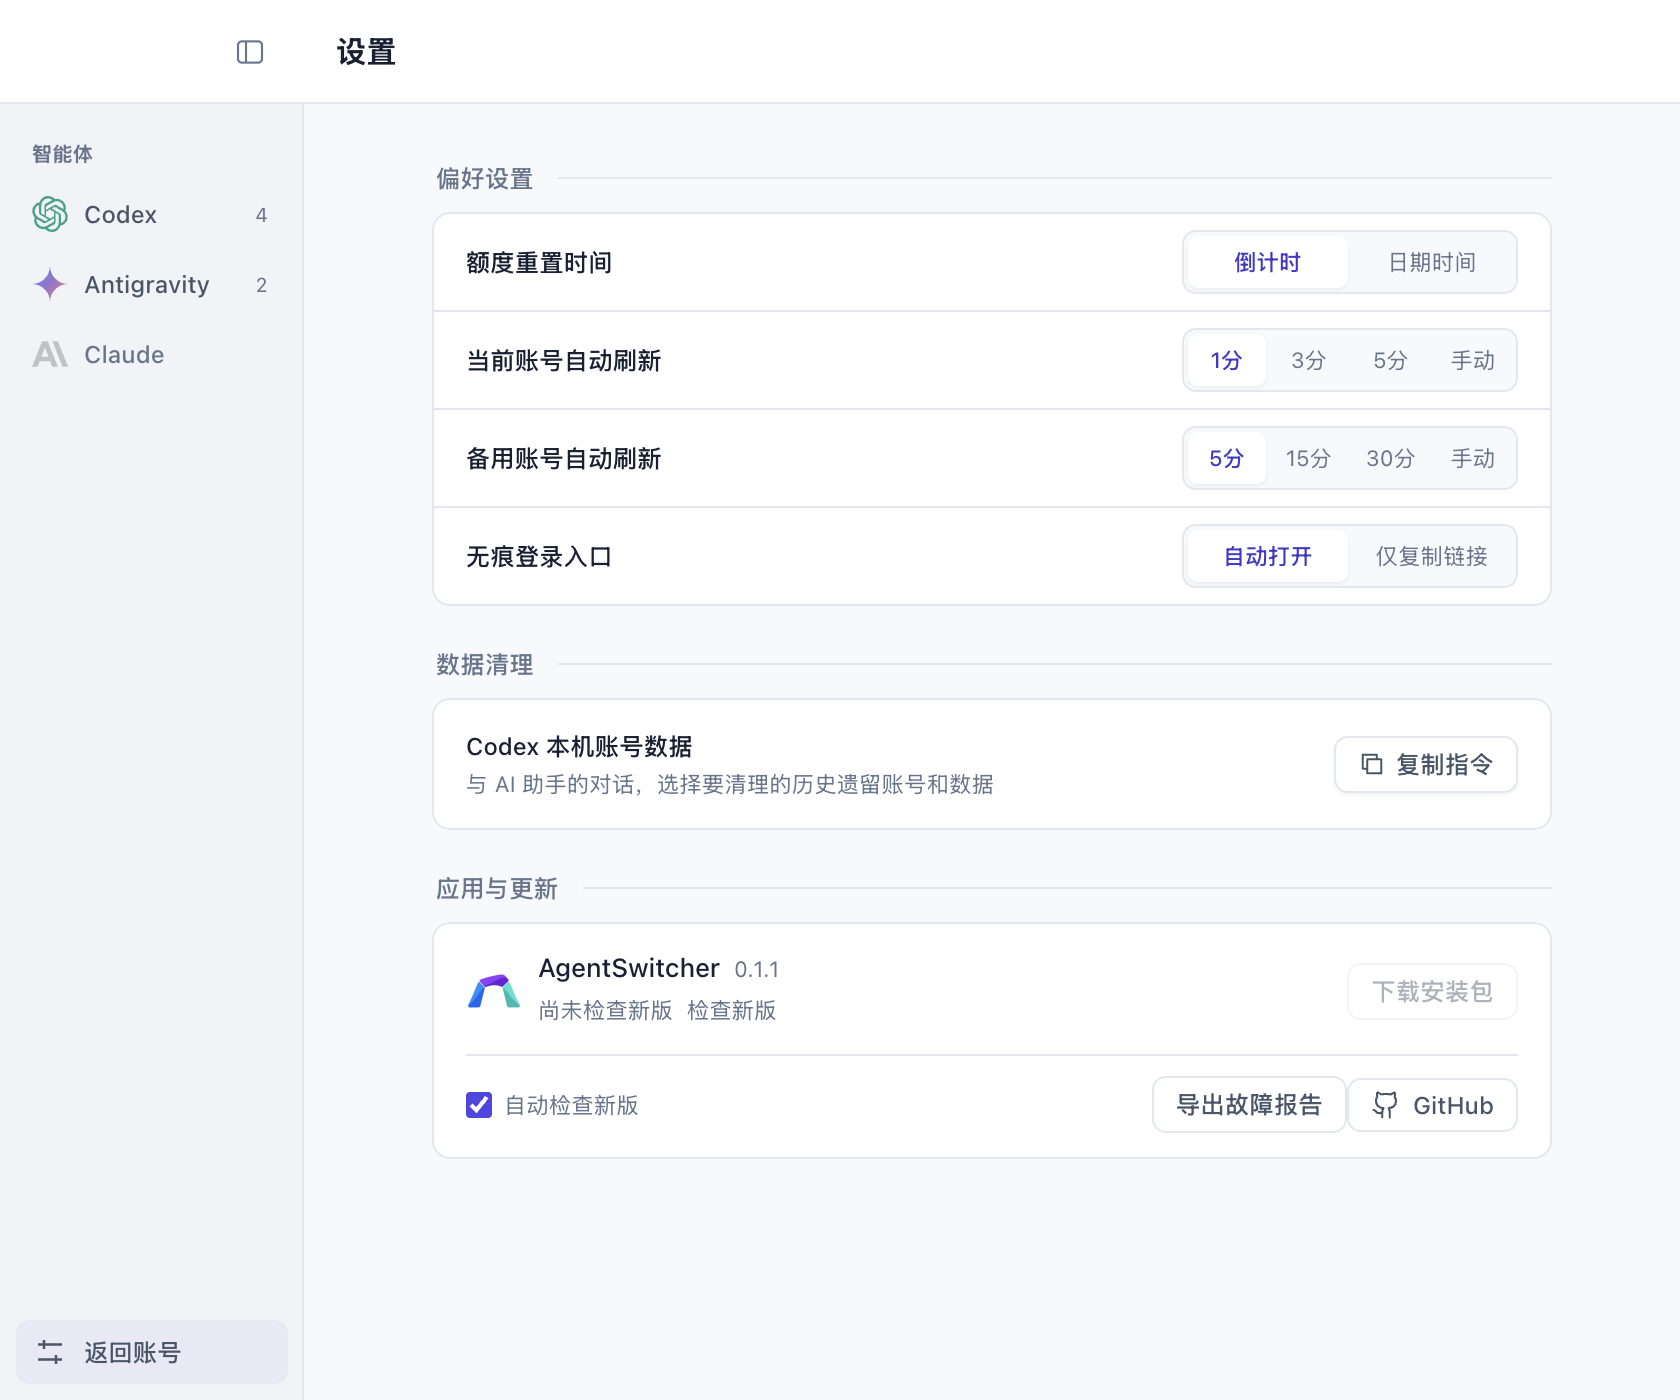 设置
智能体
Codex 4
Antigravity 2
Claude
返回账号
偏好设置
额度重置时间 倒计时 日期时间
当前账号自动刷新 1分 3分 5分 手动
备用账号自动刷新 5分 15分 30分 手动
无痕登录入口 自动打开 仅复制链接
数据清理
Codex 本机账号数据
与 AI 助手的对话，选择要清理的历史遗留账号和数据
复制指令
应用与更新
AgentSwitcher 0.1.1
尚未检查新版 检查新版
下载安装包
自动检查新版 导出故障报告 GitHub